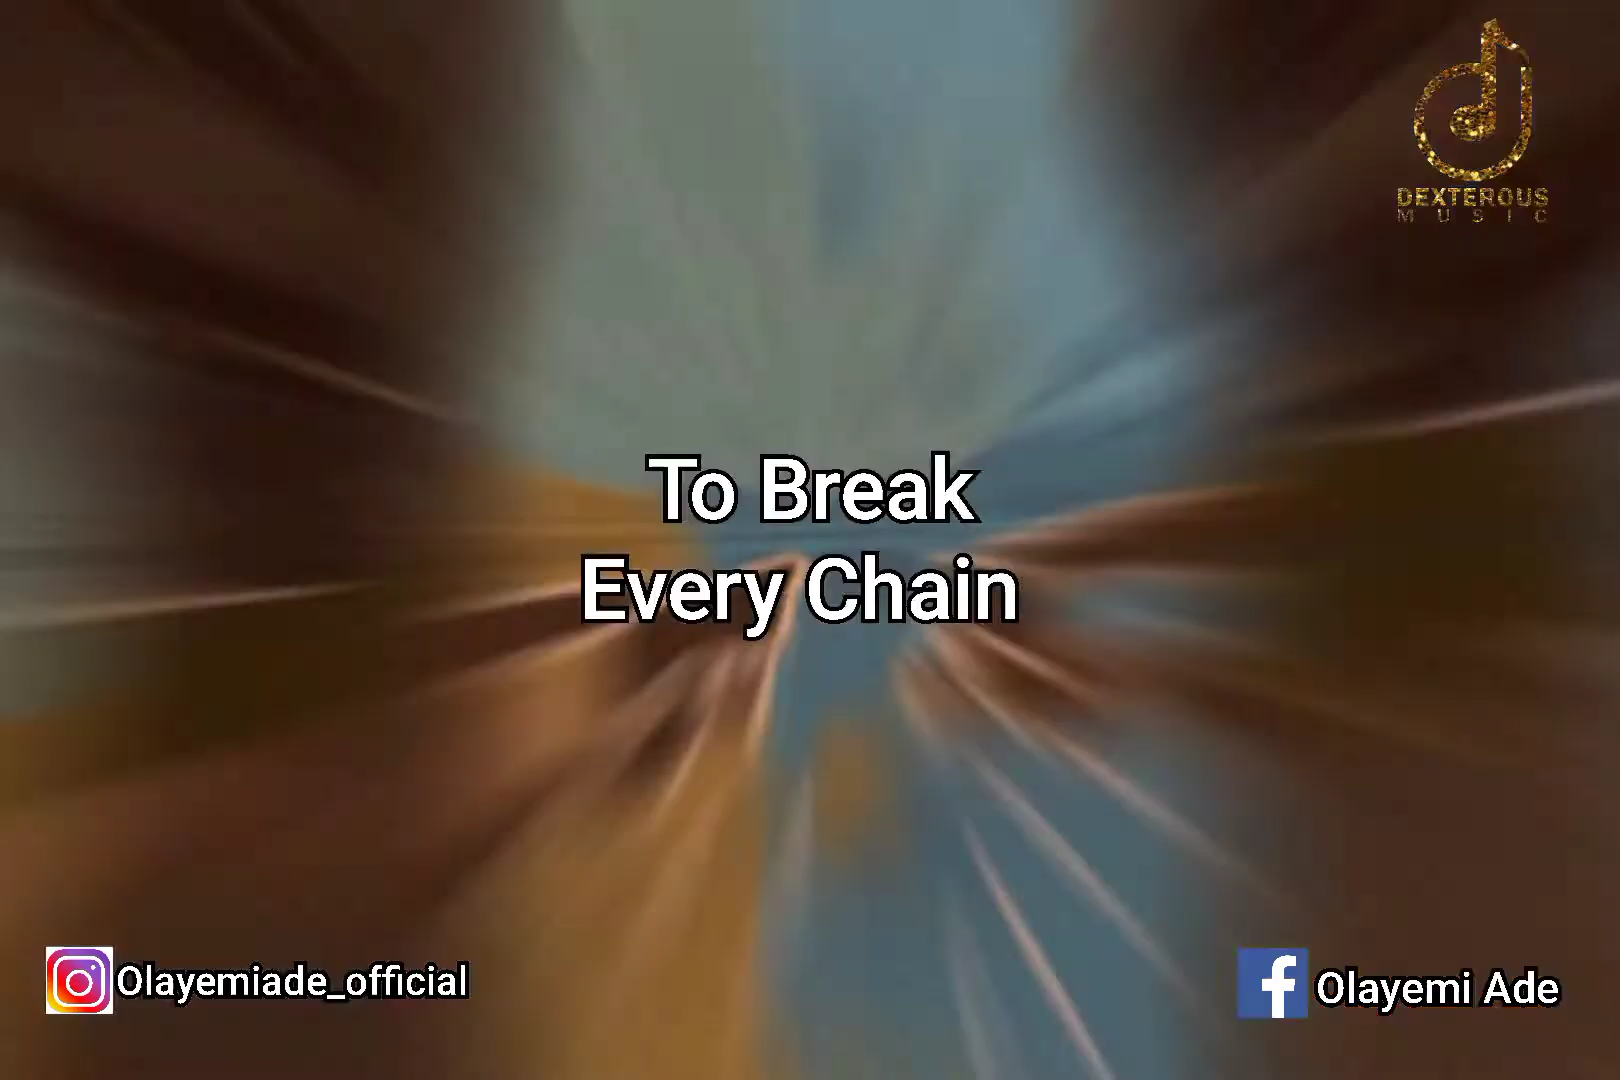 DEXTEROUS
MUSIC
To Break
Every Chain
Olayemiade_official
Olayemi Ade